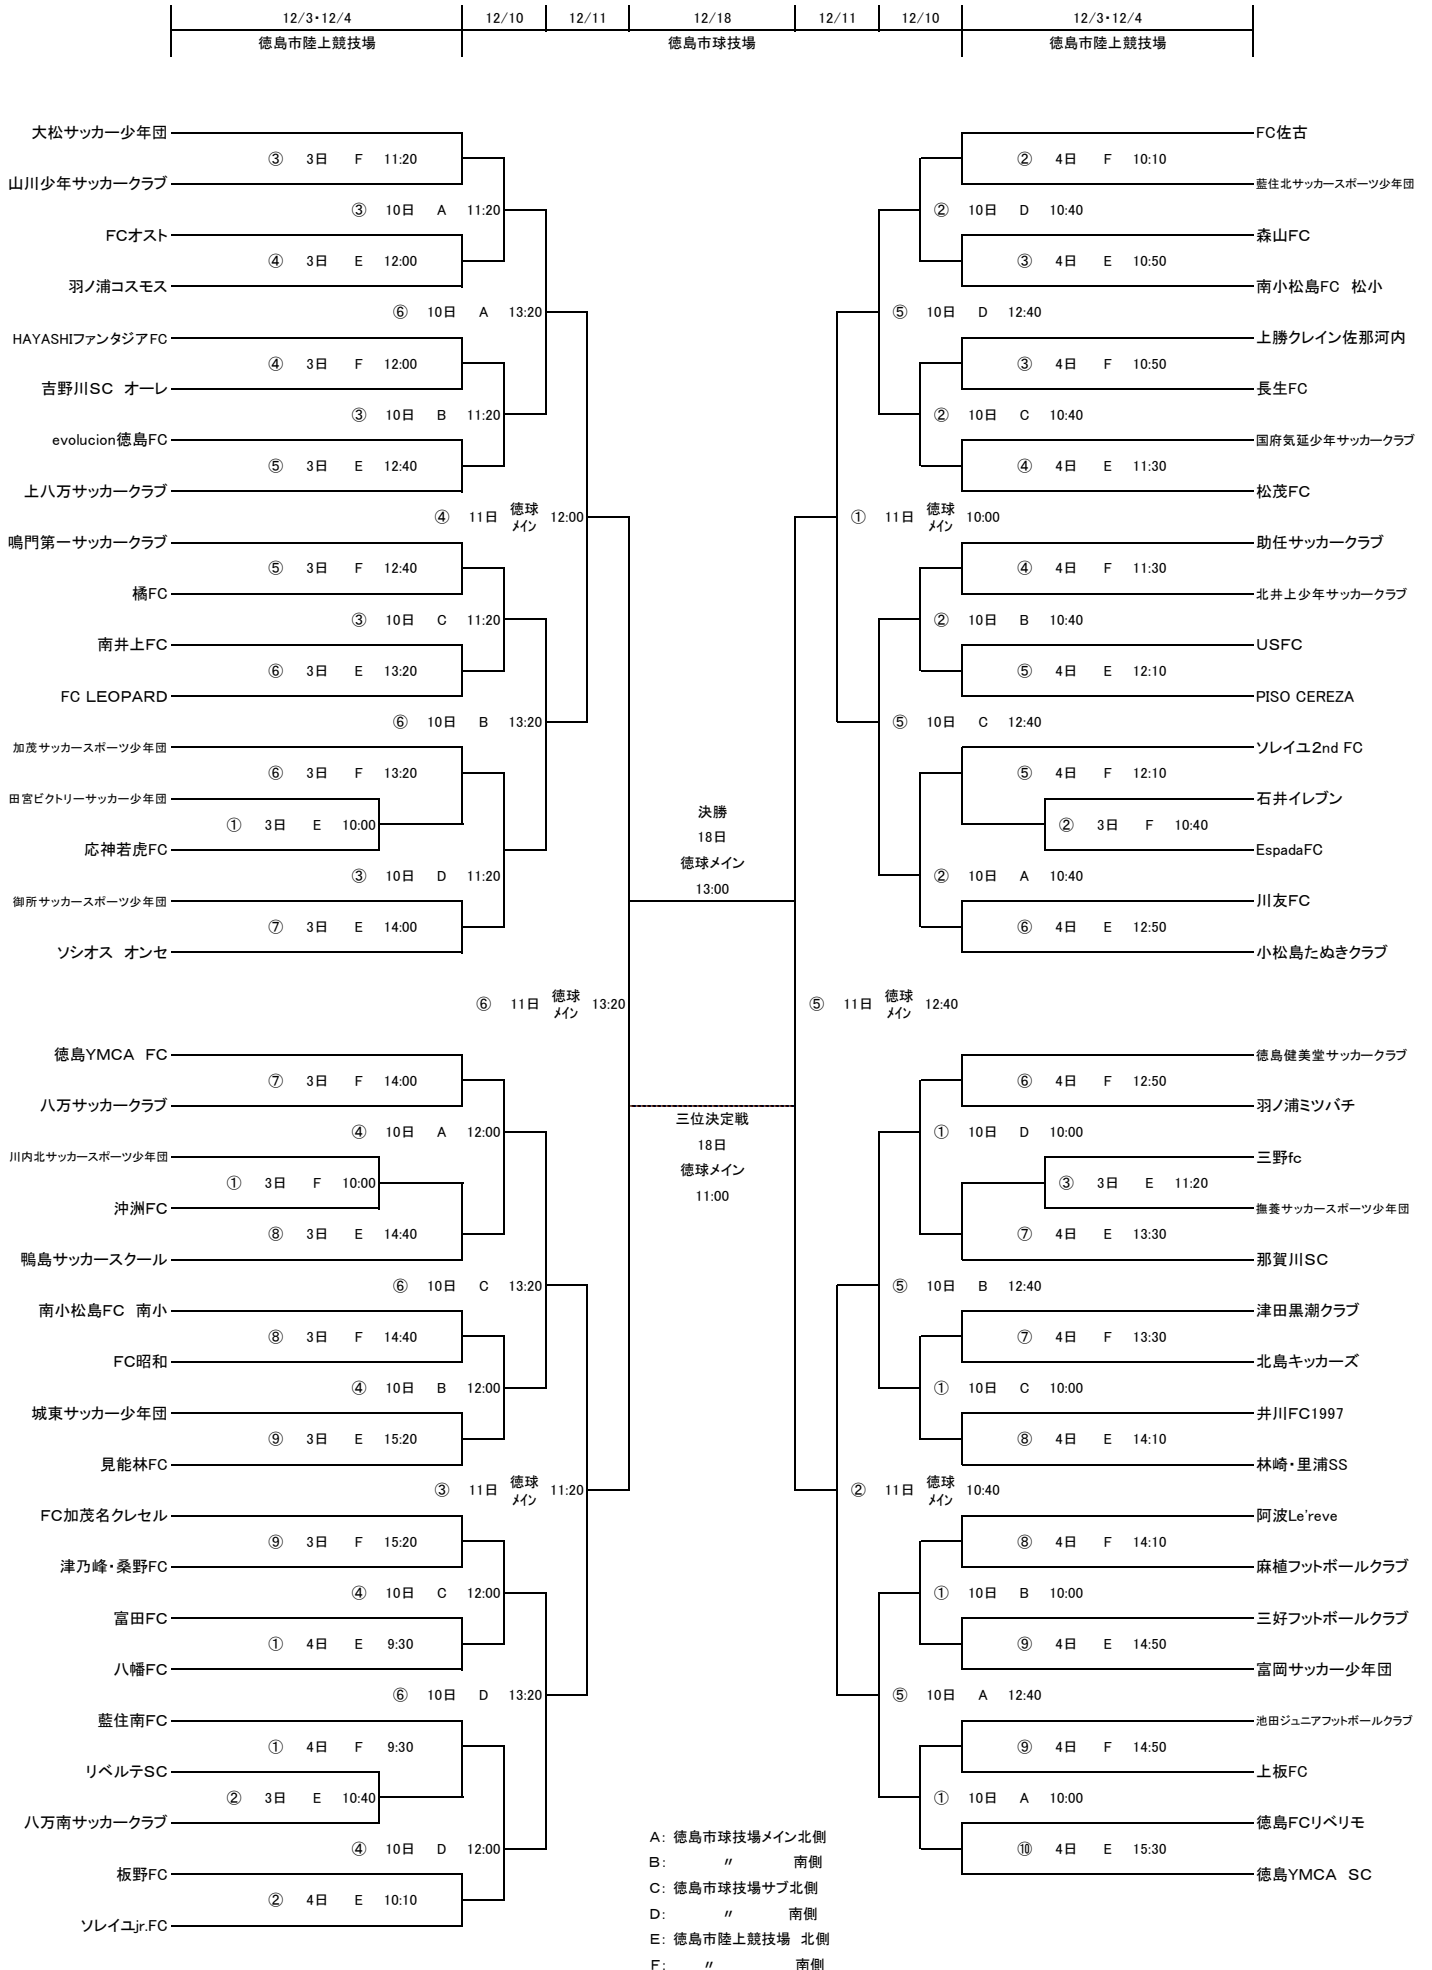 12/3・12/4 12/10 12/11 12/18 12/11 12/10 12/3・12/4
徳島市陸上競技場 徳島市球技場 徳島市陸上競技場
大松サッカー少年団
③ 3日 F 11:20
山川少年サッカークラブ
③ 10日 A 11:20
FCオスト
④ 3日 E 12:00
羽ノ浦コスモス
⑥ 10日 A 13:20
HAYASHIファンタジアFC
④ 3日 F 12:00
吉野川SC オーレ
③ 10日 B 11:20
evolucion徳島FC
⑤ 3日 E 12:40
上八万サッカークラブ
④ 11日 徳球メイン 12:00
鳴門第一サッカークラブ
⑤ 3日 F 12:40
橘FC
③ 10日 C 11:20
南井上FC
⑥ 3日 E 13:20
FC LEOPARD
⑥ 10日 B 13:20
加茂サッカースポーツ少年団
⑥ 3日 F 13:20
田宮ビクトリーサッカー少年団
① 3日 E 10:00
応神若虎FC
③ 10日 D 11:20
御所サッカースポーツ少年団
⑦ 3日 E 14:00
ソシオス オンセ
⑥ 11日 徳球メイン 13:20
徳島YMCA FC
⑦ 3日 F 14:00
八万サッカークラブ
④ 10日 A 12:00
川内北サッカースポーツ少年団
① 3日 F 10:00
沖洲FC
⑧ 3日 E 14:40
鴨島サッカースクール
⑥ 10日 C 13:20
南小松島FC 南小
⑧ 3日 F 14:40
FC昭和
④ 10日 B 12:00
城東サッカー少年団
⑨ 3日 E 15:20
見能林FC
③ 11日 徳球メイン 11:20
FC加茂名クレセル
⑨ 3日 F 15:20
津乃峰・桑野FC
④ 10日 C 12:00
富田FC
① 4日 E 9:30
八幡FC
⑥ 10日 D 13:20
藍住南FC
① 4日 F 9:30
リベルテSC
② 3日 E 10:40
八万南サッカークラブ
④ 10日 D 12:00
板野FC
② 4日 E 10:10
ソレイユjr.FC
決勝
18日
徳球メイン
13:00
三位決定戦
18日
徳球メイン
11:00
FC佐古
② 4日 F 10:10
藍住北サッカースポーツ少年団
② 10日 D 10:40
森山FC
③ 4日 E 10:50
南小松島FC 松小
⑤ 10日 D 12:40
上勝クレイン佐那河内
③ 4日 F 10:50
長生FC
② 10日 C 10:40
国府気延少年サッカークラブ
④ 4日 E 11:30
松茂FC
① 11日 徳球メイン 10:00
助任サッカークラブ
④ 4日 F 11:30
北井上少年サッカークラブ
② 10日 B 10:40
USFC
⑤ 4日 E 12:10
PISO CEREZA
⑤ 10日 C 12:40
ソレイユ2nd FC
⑤ 4日 F 12:10
石井イレブン
② 3日 F 10:40
EspadaFC
② 10日 A 10:40
川友FC
⑥ 4日 E 12:50
小松島たぬきクラブ
⑤ 11日 徳球メイン 12:40
徳島健美堂サッカークラブ
⑥ 4日 F 12:50
羽ノ浦ミツバチ
① 10日 D 10:00
三野fc
③ 3日 E 11:20
撫養サッカースポーツ少年団
⑦ 4日 E 13:30
那賀川SC
⑤ 10日 B 12:40
津田黒潮クラブ
⑦ 4日 F 13:30
北島キッカーズ
① 10日 C 10:00
井川FC1997
⑧ 4日 E 14:10
林崎・里浦SS
② 11日 徳球メイン 10:40
阿波Le'reve
⑧ 4日 F 14:10
麻植フットボールクラブ
① 10日 B 10:00
三好フットボールクラブ
⑨ 4日 E 14:50
富岡サッカー少年団
⑤ 10日 A 12:40
池田ジュニアフットボールクラブ
⑨ 4日 F 14:50
上板FC
① 10日 A 10:00
徳島FCリベリモ
⑩ 4日 E 15:30
徳島YMCA SC
A: 徳島市球技場メイン北側
B: 〃 南側
C: 徳島市球技場サブ北側
D: 〃 南側
E: 徳島市陸上競技場 北側
F: 〃 南側